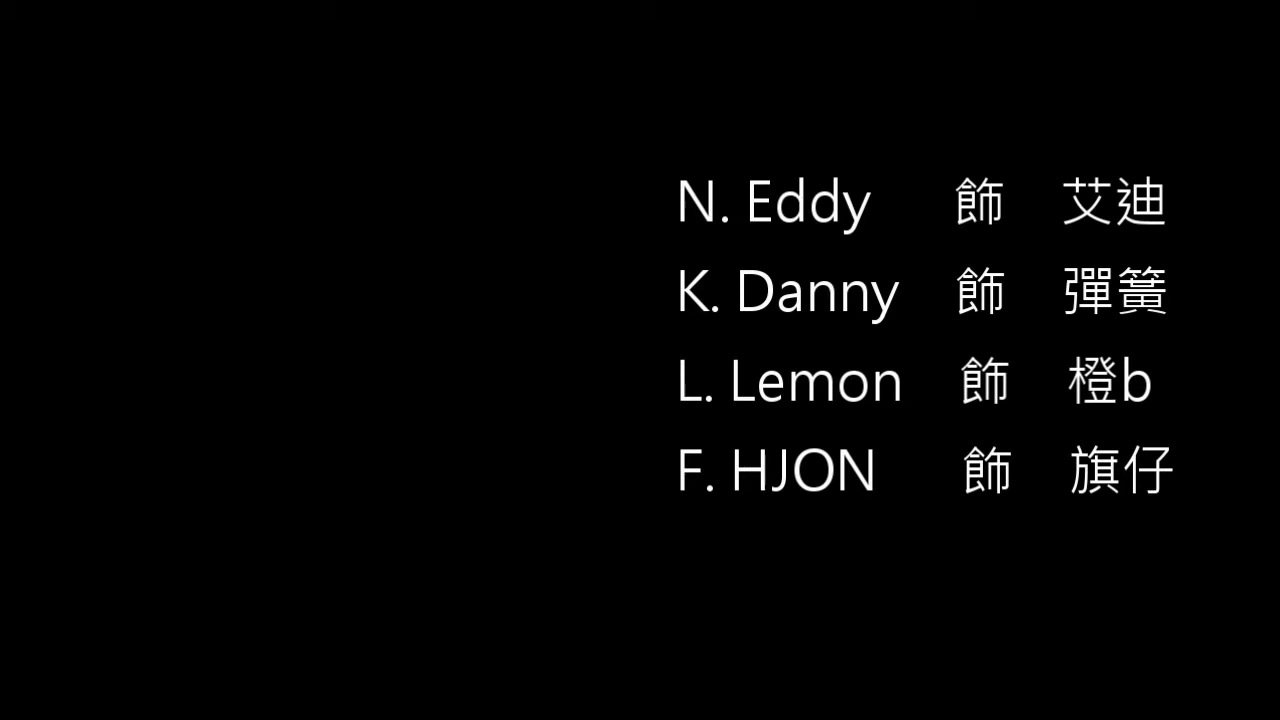 N. Eddy 飾 艾迪
K. Danny 飾 彈簧
L. Lemon 飾 橙b
F. HJON 飾 旗仔